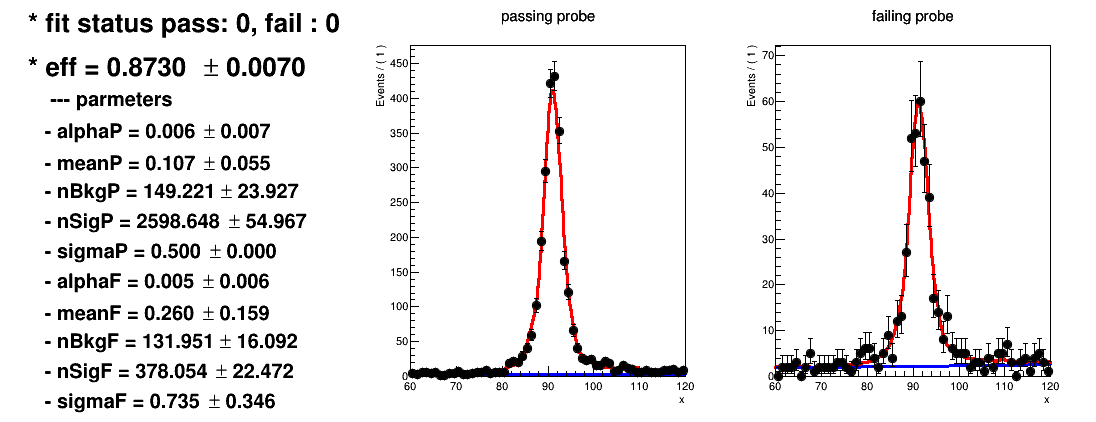 * fit status pass: 0, fail : 0
* eff = 0.8730 ± 0.0070
--- parmeters
- alphaP = 0.006 ± 0.007
- meanP = 0.107 ± 0.055
- nBkgP = 149.221 ± 23.927
- nSigP = 2598.648 ± 54.967
- sigmaP = 0.500 ± 0.000
- alphaF = 0.005 ± 0.006
- meanF = 0.260 ± 0.159
- nBkgF = 131.951 ± 16.092
- nSigF = 378.054 ± 22.472
- sigmaF = 0.735 ± 0.346
passing probe
Events / ( 1 )
450
400
350
300
250
200
150
100
50
0
60 70 80 90 100 110 120
x
failing probe
Events / ( 1 )
70
60
50
40
30
20
10
0
60 70 80 90 100 110 120
x